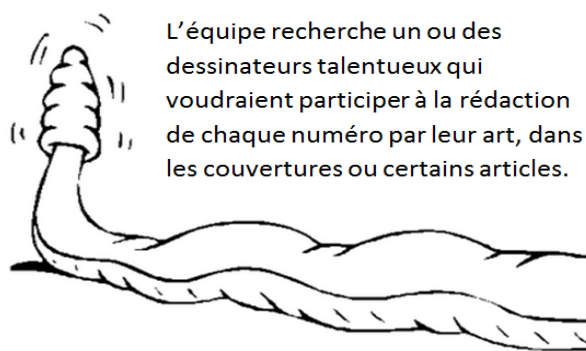 L’équipe recherche un ou des
dessinateurs talentueux qui
voudraient participer à la rédaction
de chaque numéro par leur art, dans
les couvertures ou certains articles.